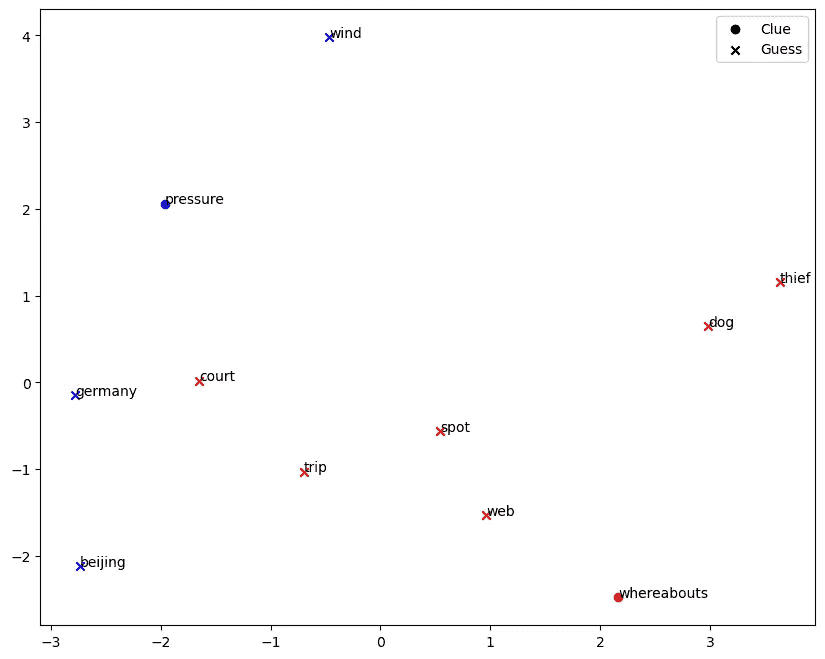 4
3
2
1
0
−1
−2
−3
−2
−1
0
1
2
3
Clue
Guess
wind
pressure
thief
dog
court
germany
spot
trip
web
beijing
whereabouts